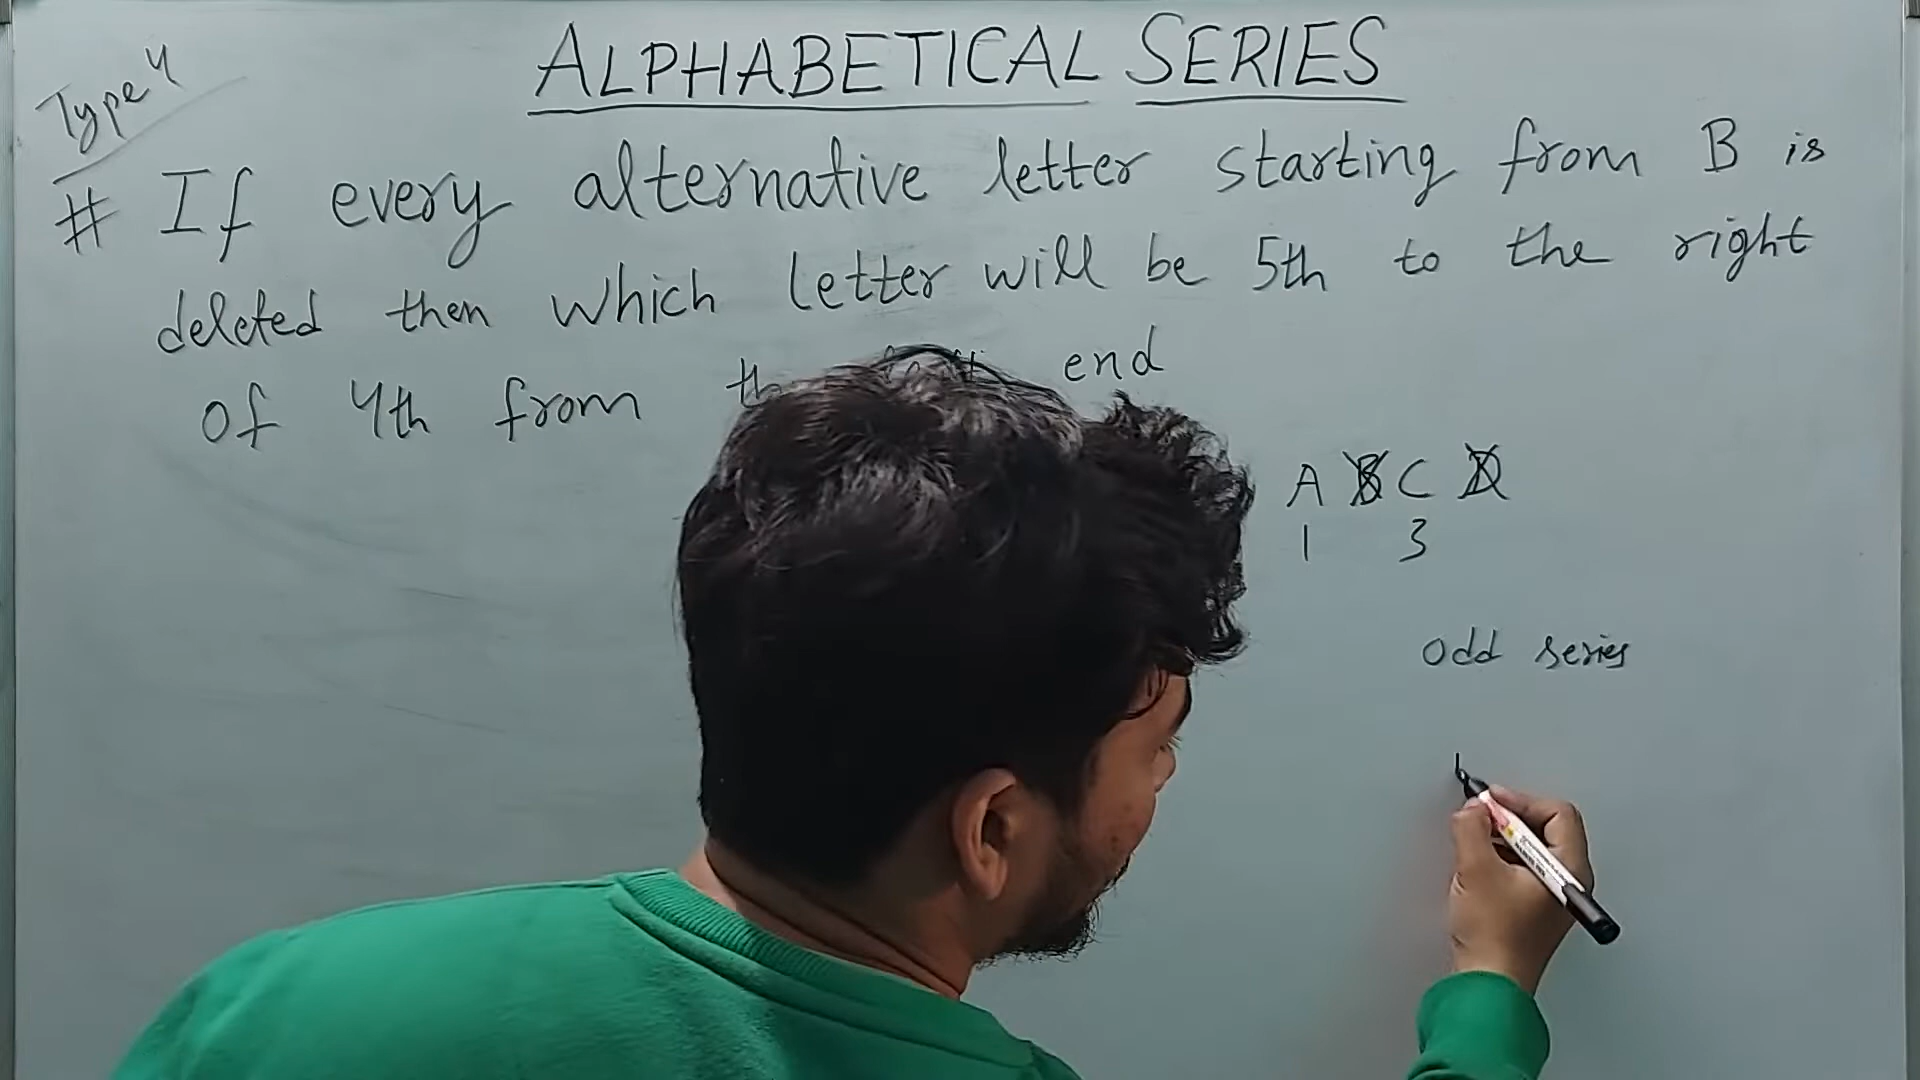 Type 4
ALPHABETICAL SERIES
# If every alternative letter starting from B is
deleted then which letter will be 5th to the right
of 4th from end
A B C D
1 3
odd series